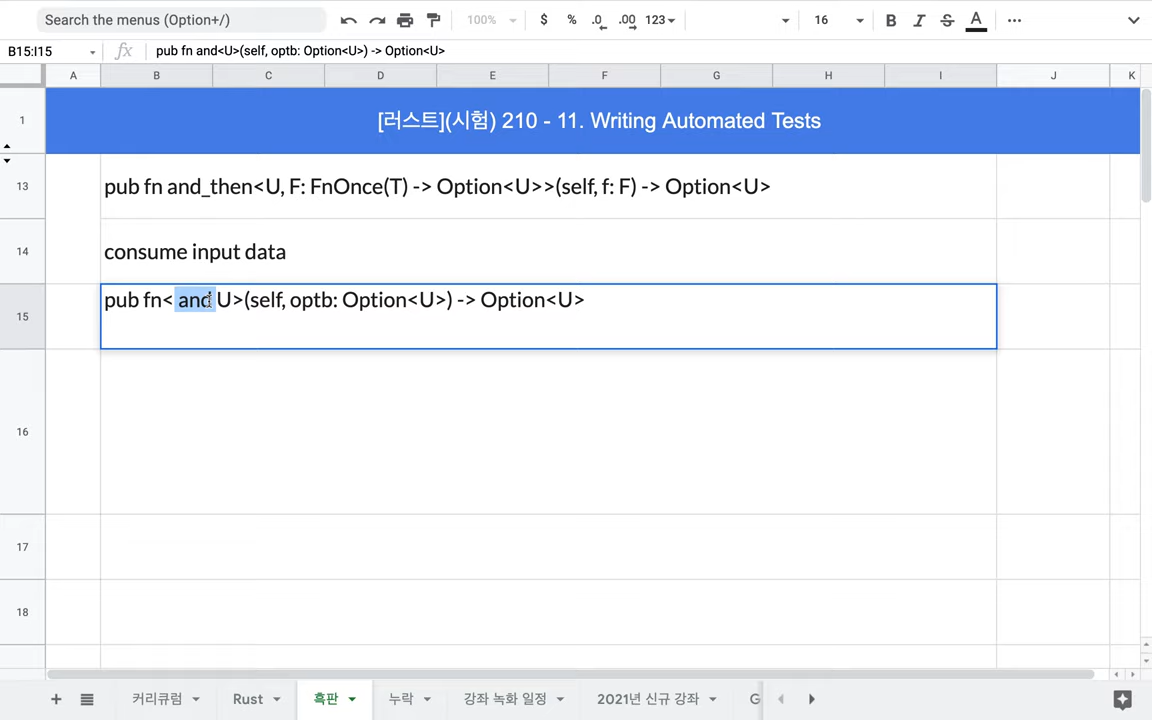 Search the menus (Option+/)
100%
$ % .0 .00 123
16
B I S A
B15:I15
fx pub fn and<U>(self, optb: Option<U>) -> Option<U>
A B C D E F G H I J K
1 [러스트](시험) 210 - 11. Writing Automated Tests
13 pub fn and_then<U, F: FnOnce(T) -> Option<U>>(self, f: F) -> Option<U>
14 consume input data
15 pub fn< and U>(self, optb: Option<U>) -> Option<U>
16
17
18
+ 커리큘럼 Rust 흑판 누락 강좌 녹화 일정 2021년 신규 강좌 G